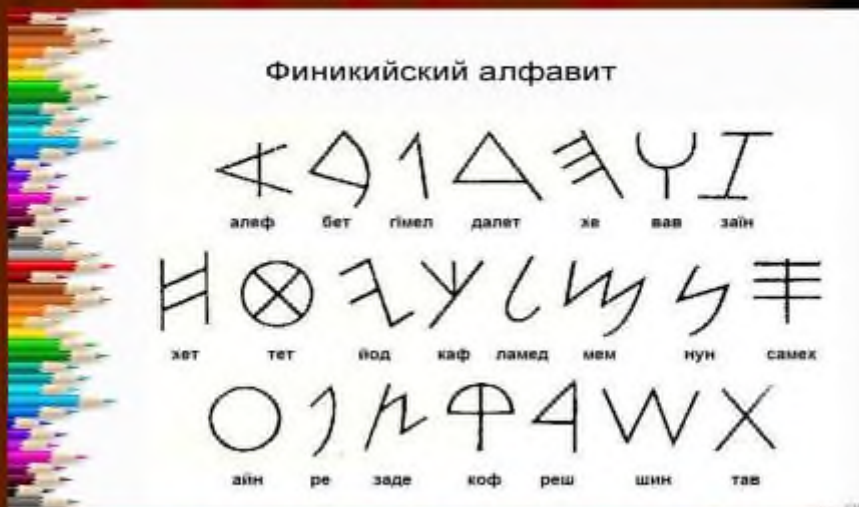 Финикийский алфавит
алеф бет гімел далет хе вав заїн
хет тет йод каф ламед мем нун самех
айн ре заде коф реш шин тав